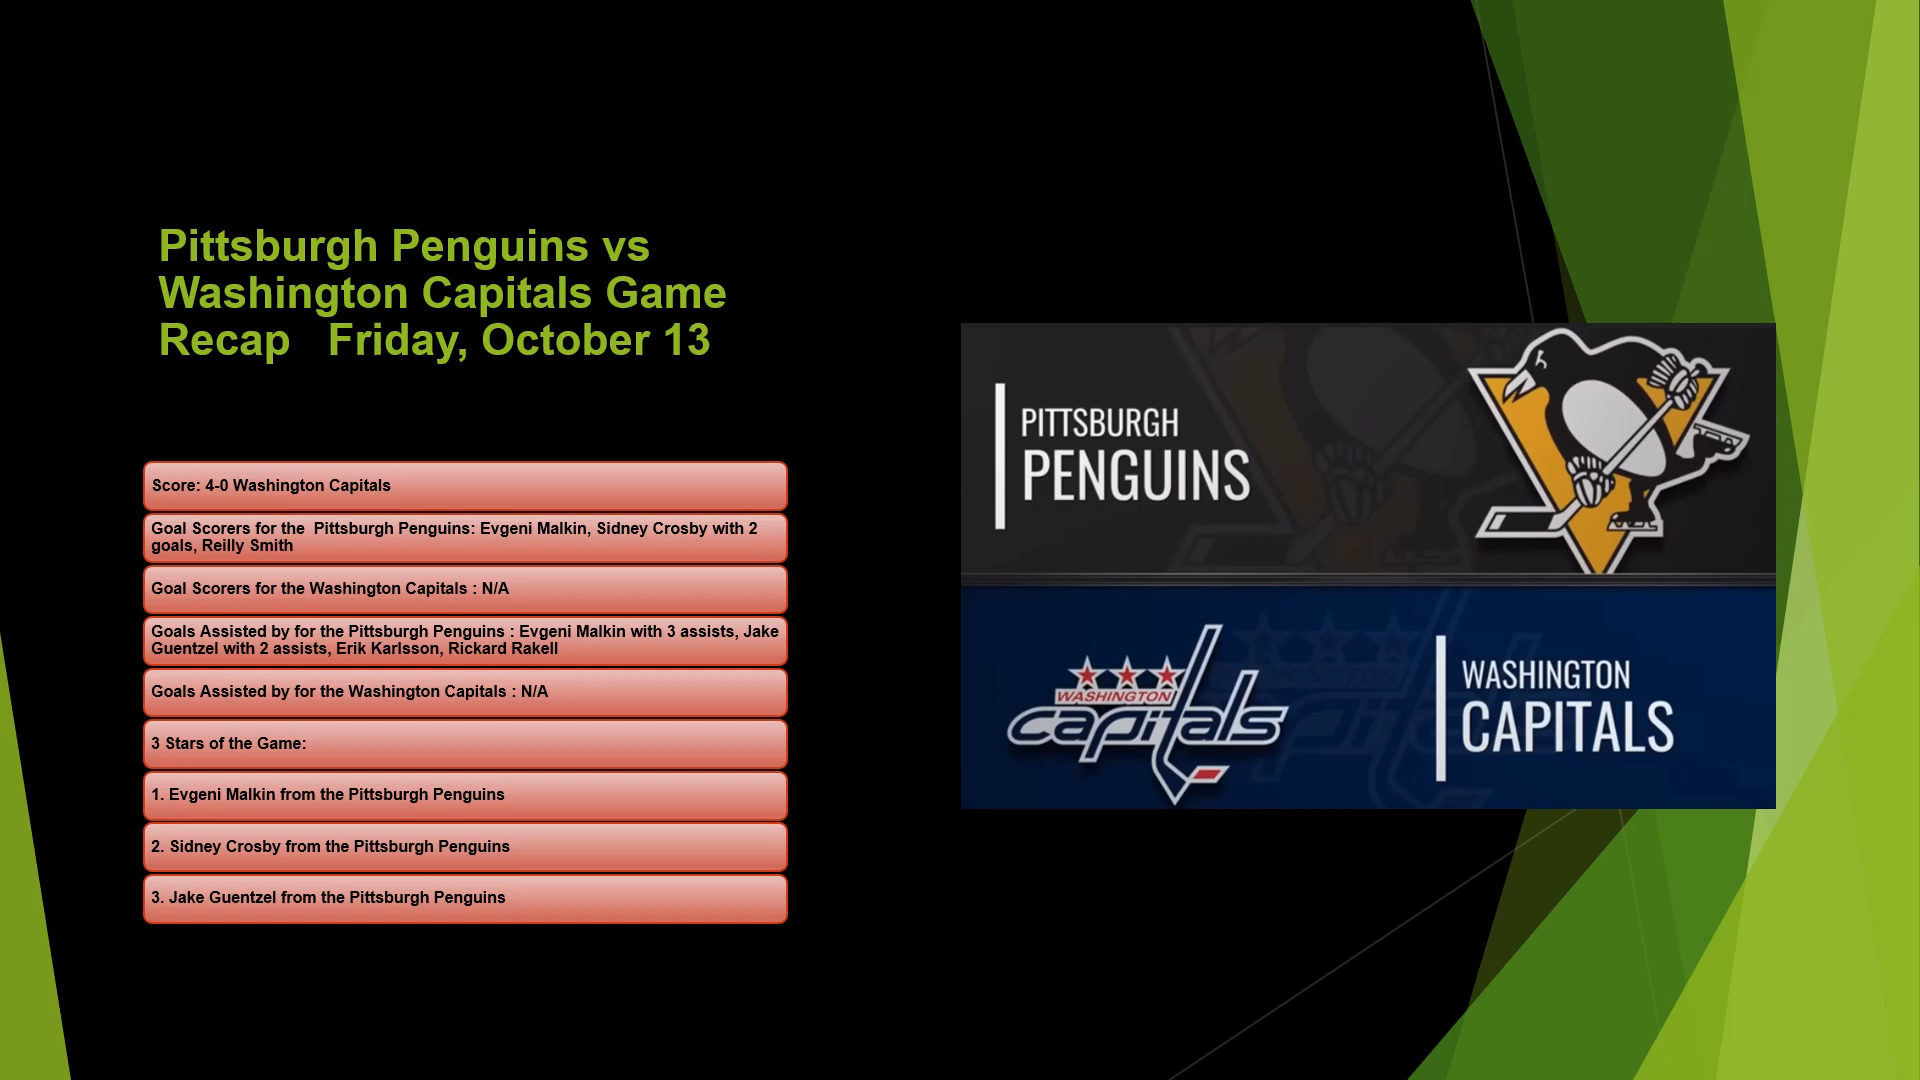 Pittsburgh Penguins vs
Washington Capitals Game
Recap   Friday, October 13
Score: 4-0 Washington Capitals
Goal Scorers for the  Pittsburgh Penguins: Evgeni Malkin, Sidney Crosby with 2
goals, Reilly Smith
Goal Scorers for the Washington Capitals : N/A
Goals Assisted by for the Pittsburgh Penguins : Evgeni Malkin with 3 assists, Jake
Guentzel with 2 assists, Erik Karlsson, Rickard Rakell
Goals Assisted by for the Washington Capitals : N/A
3 Stars of the Game:
1. Evgeni Malkin from the Pittsburgh Penguins
2. Sidney Crosby from the Pittsburgh Penguins
3. Jake Guentzel from the Pittsburgh Penguins
PITTSBURGH
PENGUINS
WASHINGTON
capitals
WASHINGTON
CAPITALS